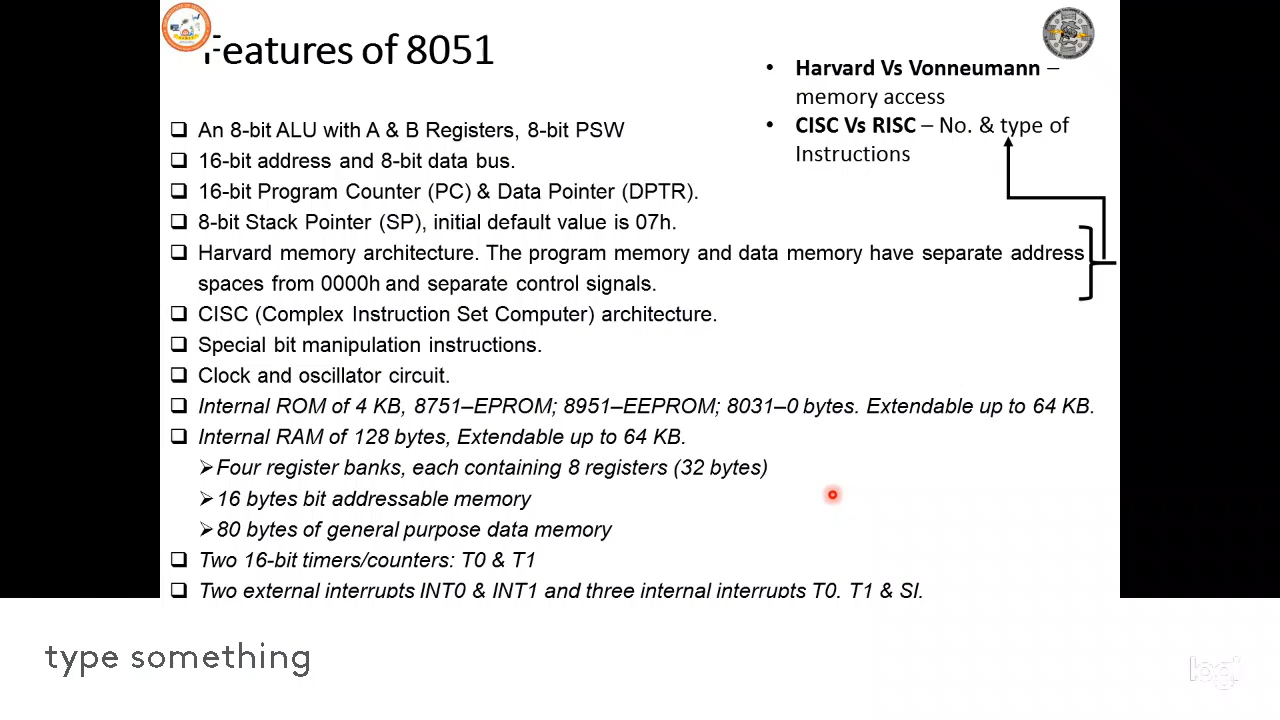 Features of 8051
• Harvard Vs Vonneumann –
memory access
• CISC Vs RISC – No. & type of
Instructions
❑ An 8-bit ALU with A & B Registers, 8-bit PSW
❑ 16-bit address and 8-bit data bus.
❑ 16-bit Program Counter (PC) & Data Pointer (DPTR).
❑ 8-bit Stack Pointer (SP), initial default value is 07h.
❑ Harvard memory architecture. The program memory and data memory have separate address
spaces from 0000h and separate control signals.
❑ CISC (Complex Instruction Set Computer) architecture.
❑ Special bit manipulation instructions.
❑ Clock and oscillator circuit.
❑ Internal ROM of 4 KB, 8751–EPROM; 8951–EEPROM; 8031–0 bytes. Extendable up to 64 KB.
❑ Internal RAM of 128 bytes, Extendable up to 64 KB.
➢Four register banks, each containing 8 registers (32 bytes)
➢16 bytes bit addressable memory
➢80 bytes of general purpose data memory
❑ Two 16-bit timers/counters: T0 & T1
❑ Two external interrupts INT0 & INT1 and three internal interrupts T0, T1 & SI.
type something
legi